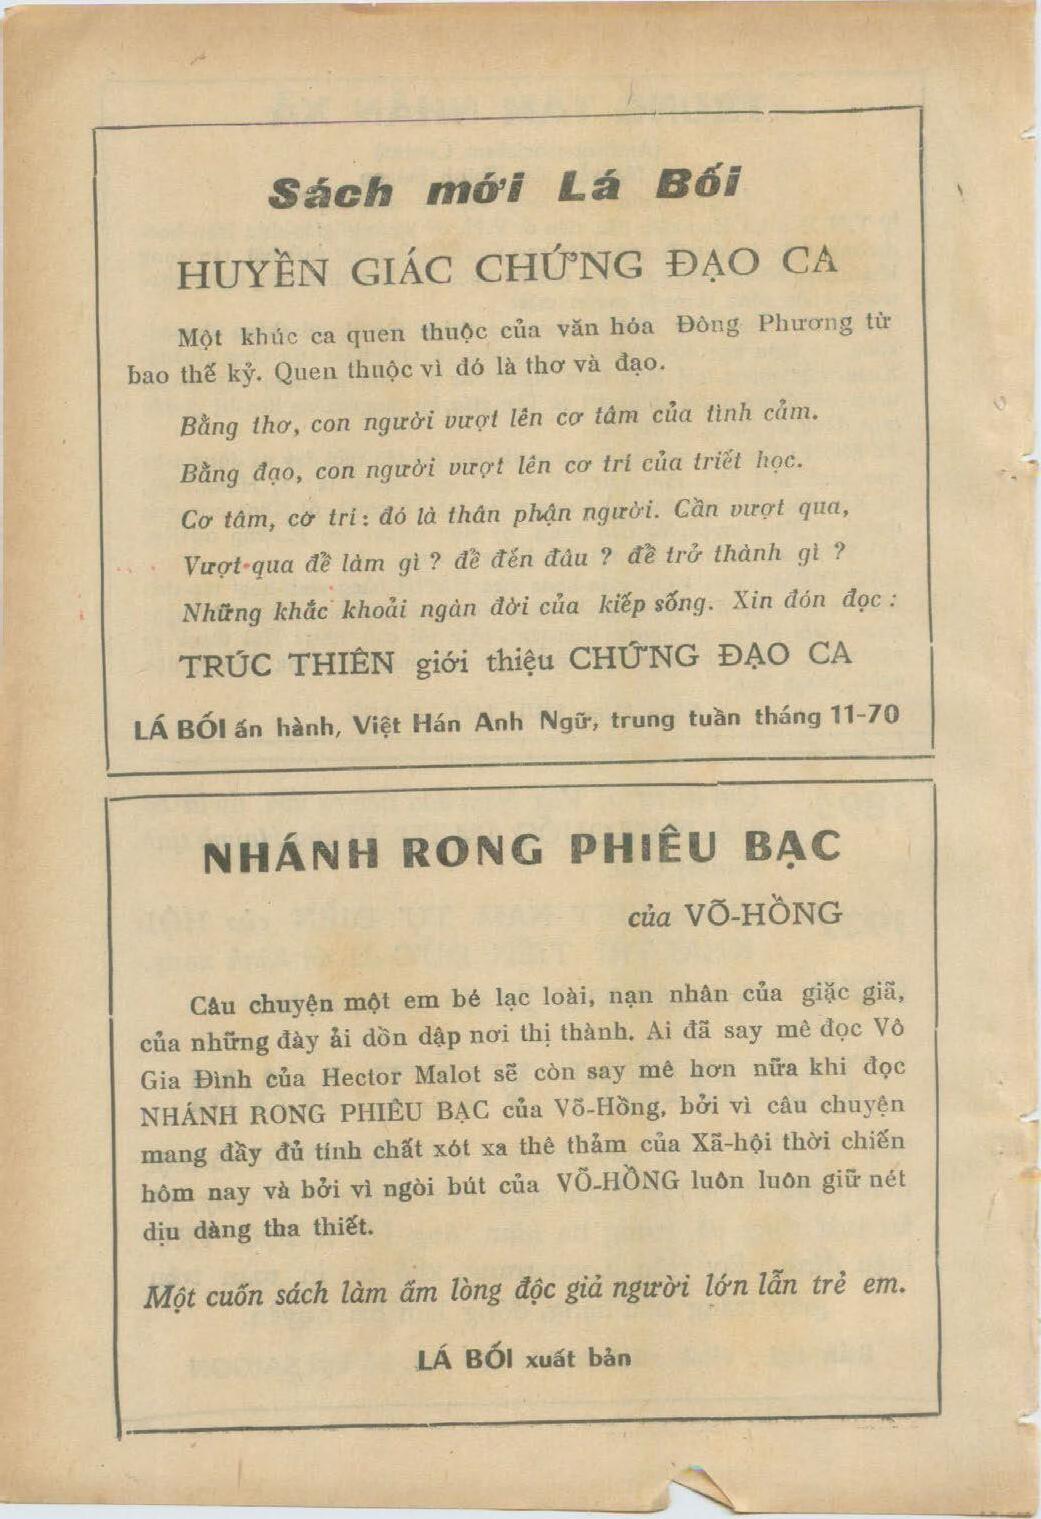 Sách mới Lá Bối
HUYỀN GIÁC CHỨNG ĐẠO CA
Một khúc ca quen thuộc của văn hóa Đông Phương từ
bao thế kỷ. Quen thuộc vì đó là thơ và đạo.
Bằng thơ, con người vượt lên cơ tâm của tình cảm.
Bằng đạo, con người vượt lên cơ trí của triết học.
Cơ tâm, cơ trí: đó là thân phận người. Cần vượt qua,
Vượt qua để làm gì ? để đến đâu ? để trở thành gì ?
Những khắc khoải ngàn đời của kiếp sống. Xin đón đọc :
TRÚC THIÊN giới thiệu CHỨNG ĐẠO CA
LÁ BỐI ấn hành, Việt Hán Anh Ngữ, trung tuần tháng 11-70
NHÁNH RONG PHIÊU BẠC
của VÕ-HỒNG
Câu chuyện một em bé lạc loài, nạn nhân của giặc giã,
của những đày ải dồn dập nơi thị thành. Ai đã say mê đọc Vô
Gia Đình của Hector Malot sẽ còn say mê hơn nữa khi đọc
NHÁNH RONG PHIÊU BẠC của Võ-Hồng, bởi vì câu chuyện
mang đầy đủ tính chất xót xa thê thảm của Xã-hội thời chiến
hôm nay và bởi vì ngòi bút của VÕ-HỒNG luôn luôn giữ nét
dịu dàng tha thiết.
Một cuốn sách làm ấm lòng độc giả người lớn lẫn trẻ em.
LÁ BỐI xuất bản